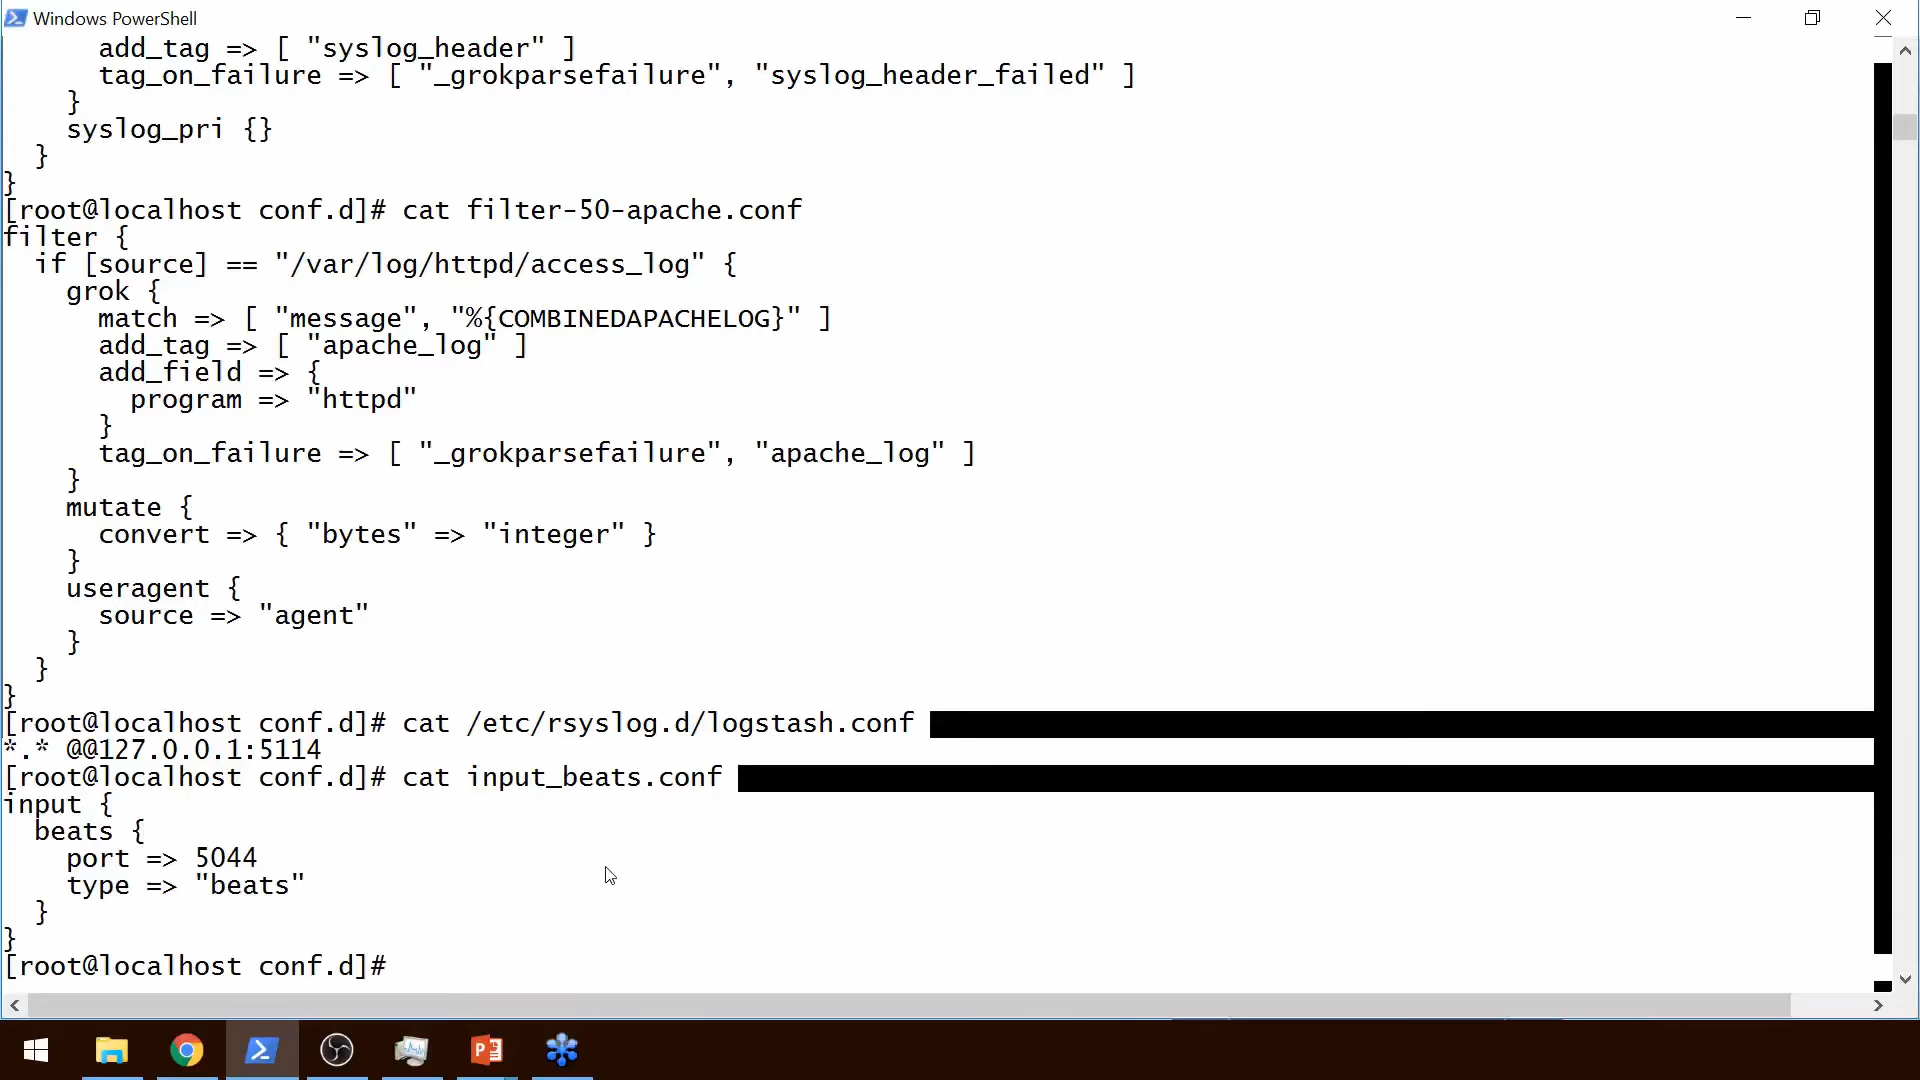 Windows PowerShell
      add_tag => [ "syslog_header" ]
      tag_on_failure => [ "_grokparsefailure", "syslog_header_failed" ]
    }
    syslog_pri {}
  }
}
[root@localhost conf.d]# cat filter-50-apache.conf
filter {
  if [source] == "/var/log/httpd/access_log" {
    grok {
      match => [ "message", "%{COMBINEDAPACHELOG}" ]
      add_tag => [ "apache_log" ]
      add_field => {
        program => "httpd"
      }
      tag_on_failure => [ "_grokparsefailure", "apache_log" ]
    }
    mutate {
      convert => { "bytes" => "integer" }
    }
    useragent {
      source => "agent"
    }
  }
}
[root@localhost conf.d]# cat /etc/rsyslog.d/logstash.conf
*.* @@127.0.0.1:5114
[root@localhost conf.d]# cat input_beats.conf
input {
  beats {
    port => 5044
    type => "beats"
  }
}
[root@localhost conf.d]#